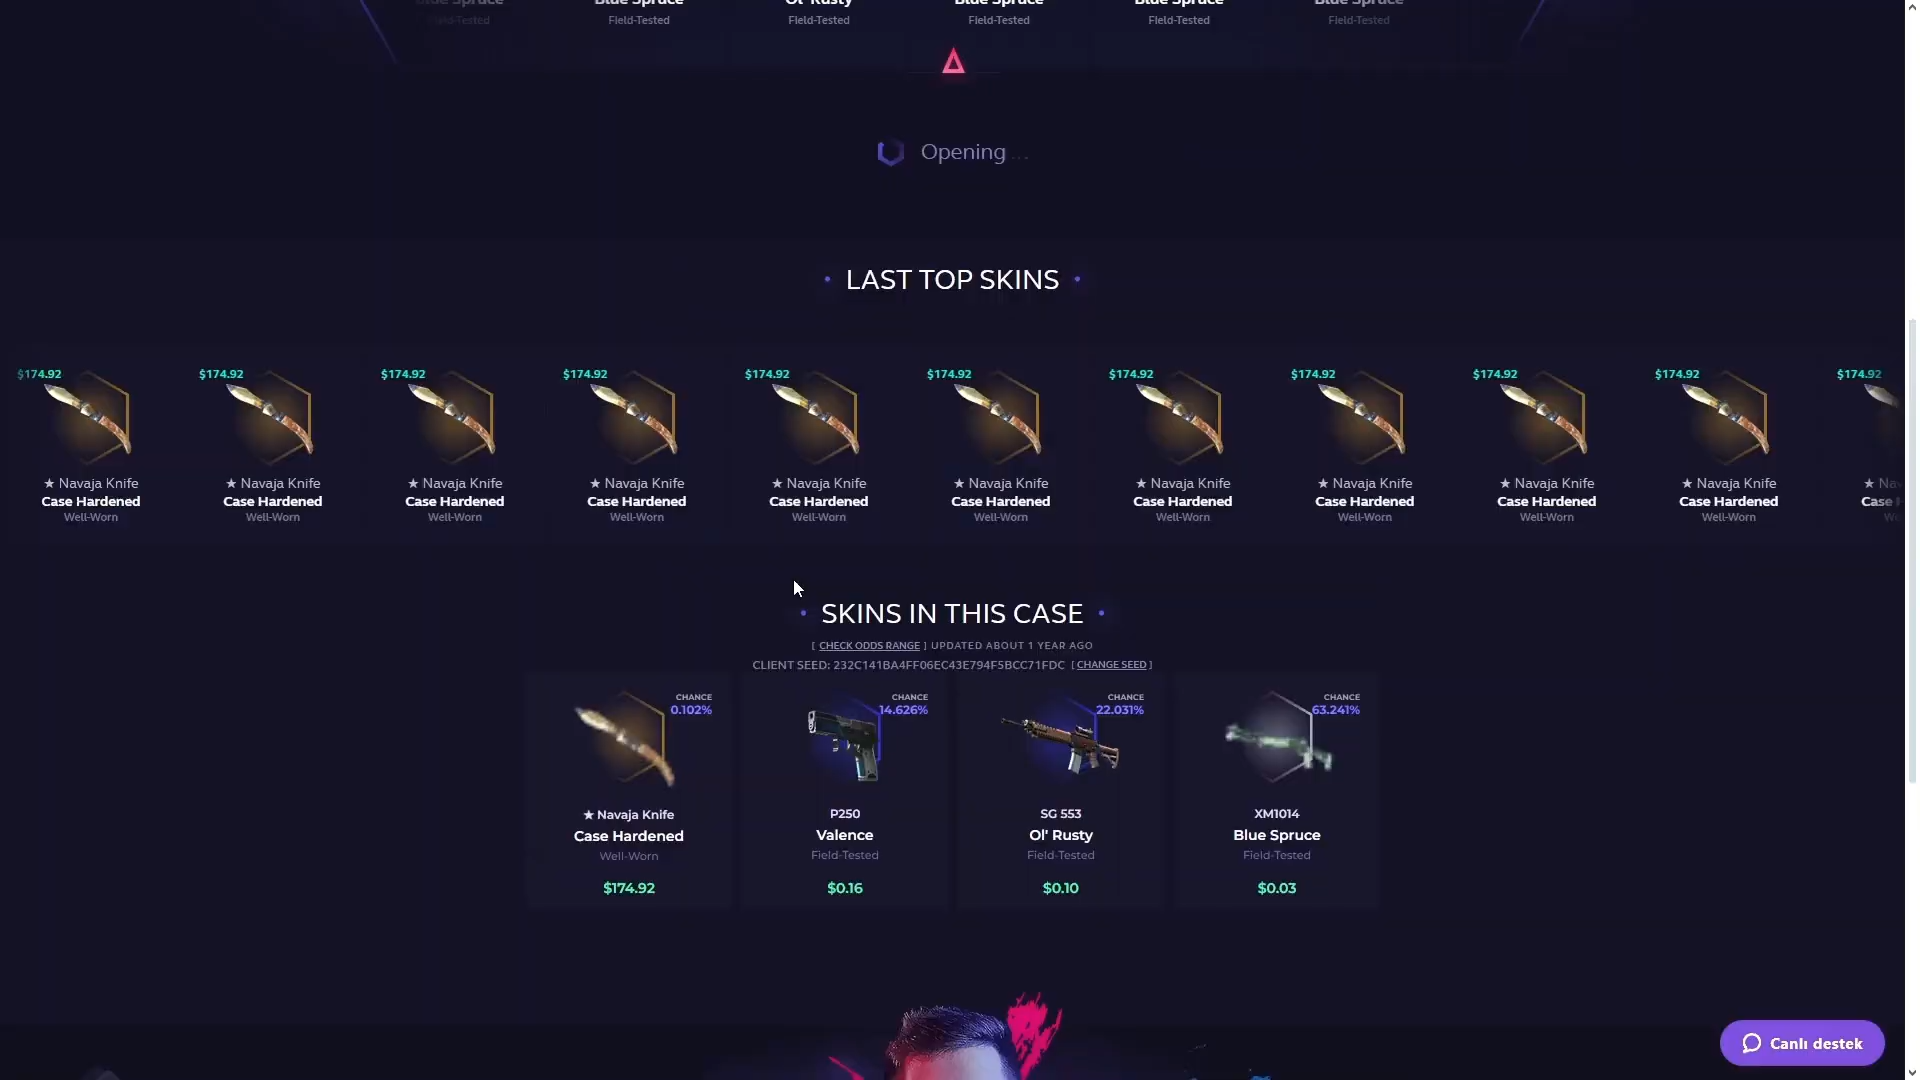 Blue Spruce Blue Spruce Ol' Rusty Blue Spruce Blue Spruce Blue Spruce
Field-Tested Field-Tested Field-Tested Field-Tested Field-Tested Field-Tested
Opening ...
LAST TOP SKINS
$174.92 $174.92 $174.92 $174.92 $174.92 $174.92 $174.92 $174.92 $174.92 $174.92 $174.92
★ Navaja Knife ★ Navaja Knife ★ Navaja Knife ★ Navaja Knife ★ Navaja Knife ★ Navaja Knife ★ Navaja Knife ★ Navaja Knife ★ Navaja Knife ★ Navaja Knife ★ Nav
Case Hardened Case Hardened Case Hardened Case Hardened Case Hardened Case Hardened Case Hardened Case Hardened Case Hardened Case Hardened Case H
Well-Worn Well-Worn Well-Worn Well-Worn Well-Worn Well-Worn Well-Worn Well-Worn Well-Worn Well-Worn We
SKINS IN THIS CASE
[ CHECK ODDS RANGE ] UPDATED ABOUT 1 YEAR AGO
CLIENT SEED: 232C141BA4FF06EC43E794F5BCC71FDC [ CHANGE SEED ]
CHANCE CHANCE CHANCE CHANCE
0.102% 14.626% 22.031% 63.241%
★ Navaja Knife P250 SG 553 XM1014
Case Hardened Valence Ol' Rusty Blue Spruce
Well-Worn Field-Tested Field-Tested Field-Tested
$174.92 $0.16 $0.10 $0.03
Canlı destek